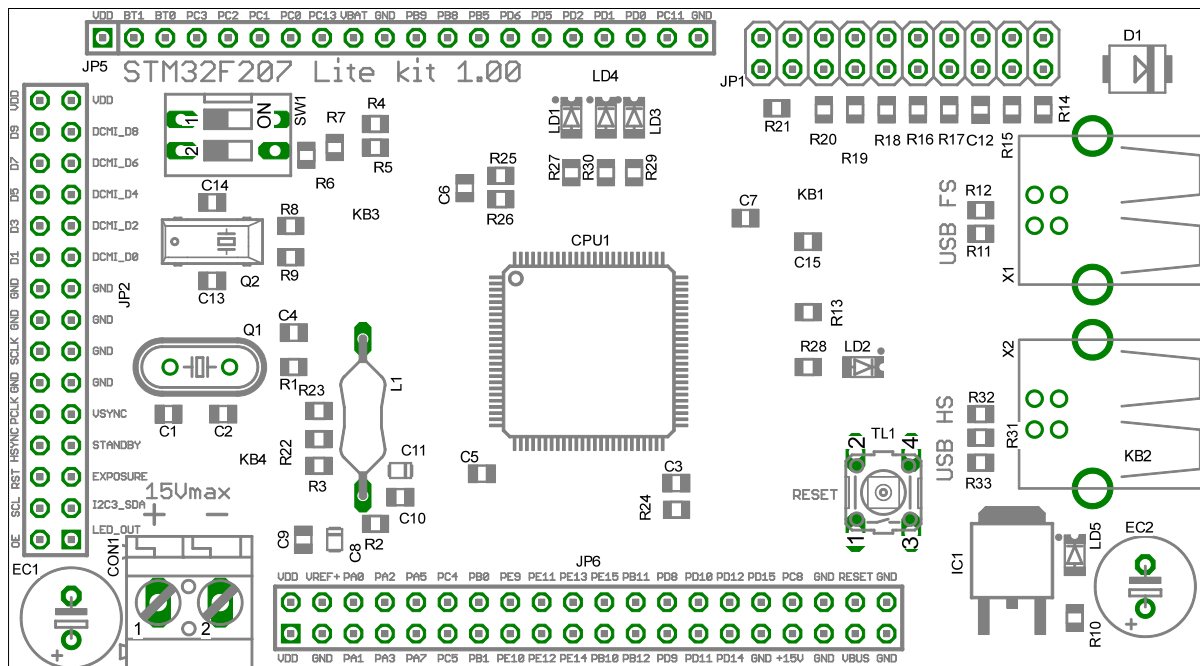 VDD BT1 BT0 PC3 PC2 PC1 PC0 PC13 VBAT GND PB9 PB8 PB5 PD6 PD5 PD2 PD1 PD0 PC11 GND
JP5
STM32F207 Lite kit 1.00
LD4
JP1
D1
VDD VDD
D9 DCMI_D8
D7 DCMI_D6
D5 DCMI_D4
D3 DCMI_D2
D1 DCMI_D0
GND GND
GND GND
SCLK GND
GND GND
PCLK VSYNC
HSYNC STANDBY
RST EXPOSURE
SCL I2C3_SDA
OE LED_OUT
JP2
1 ON
2
SW1
R7
R4
R5
R6
LD1
LD3
R27
R30
R29
R21
R20
R19
R18
R16
R17
C12
R15
R14
C14
R8
KB3
C6
R25
R26
C7
KB1
R12
R11
USB FS
X1
Q2
R9
C13
CPU1
C15
R13
C4
Q1
R1
R23
L1
R28
LD2
X2
C1
C2
R22
R3
KB4
C11
C10
C5
C3
R24
TL1
2 4
1 3
RESET
USB HS
R32
R31
R33
KB2
15Vmax
+ −
R2
C9
C8
EC1
+
CON1
1 2
IC1
LD5
R10
EC2
+
JP6
VDD VREF+ PA0 PA2 PA5 PC4 PB0 PE9 PE11 PE13 PE15 PB11 PD8 PD10 PD12 PD15 PC8 GND RESET GND
VDD GND PA1 PA3 PA7 PC5 PB1 PE10 PE12 PE14 PB10 PB12 PD9 PD11 PD14 GND +15V GND VBUS GND